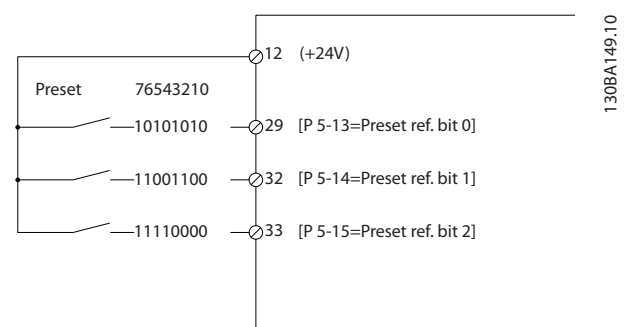 12 (+24V)
Preset 76543210
10101010 29 [P 5-13=Preset ref. bit 0]
11001100 32 [P 5-14=Preset ref. bit 1]
11110000 33 [P 5-15=Preset ref. bit 2]
130BA149.10